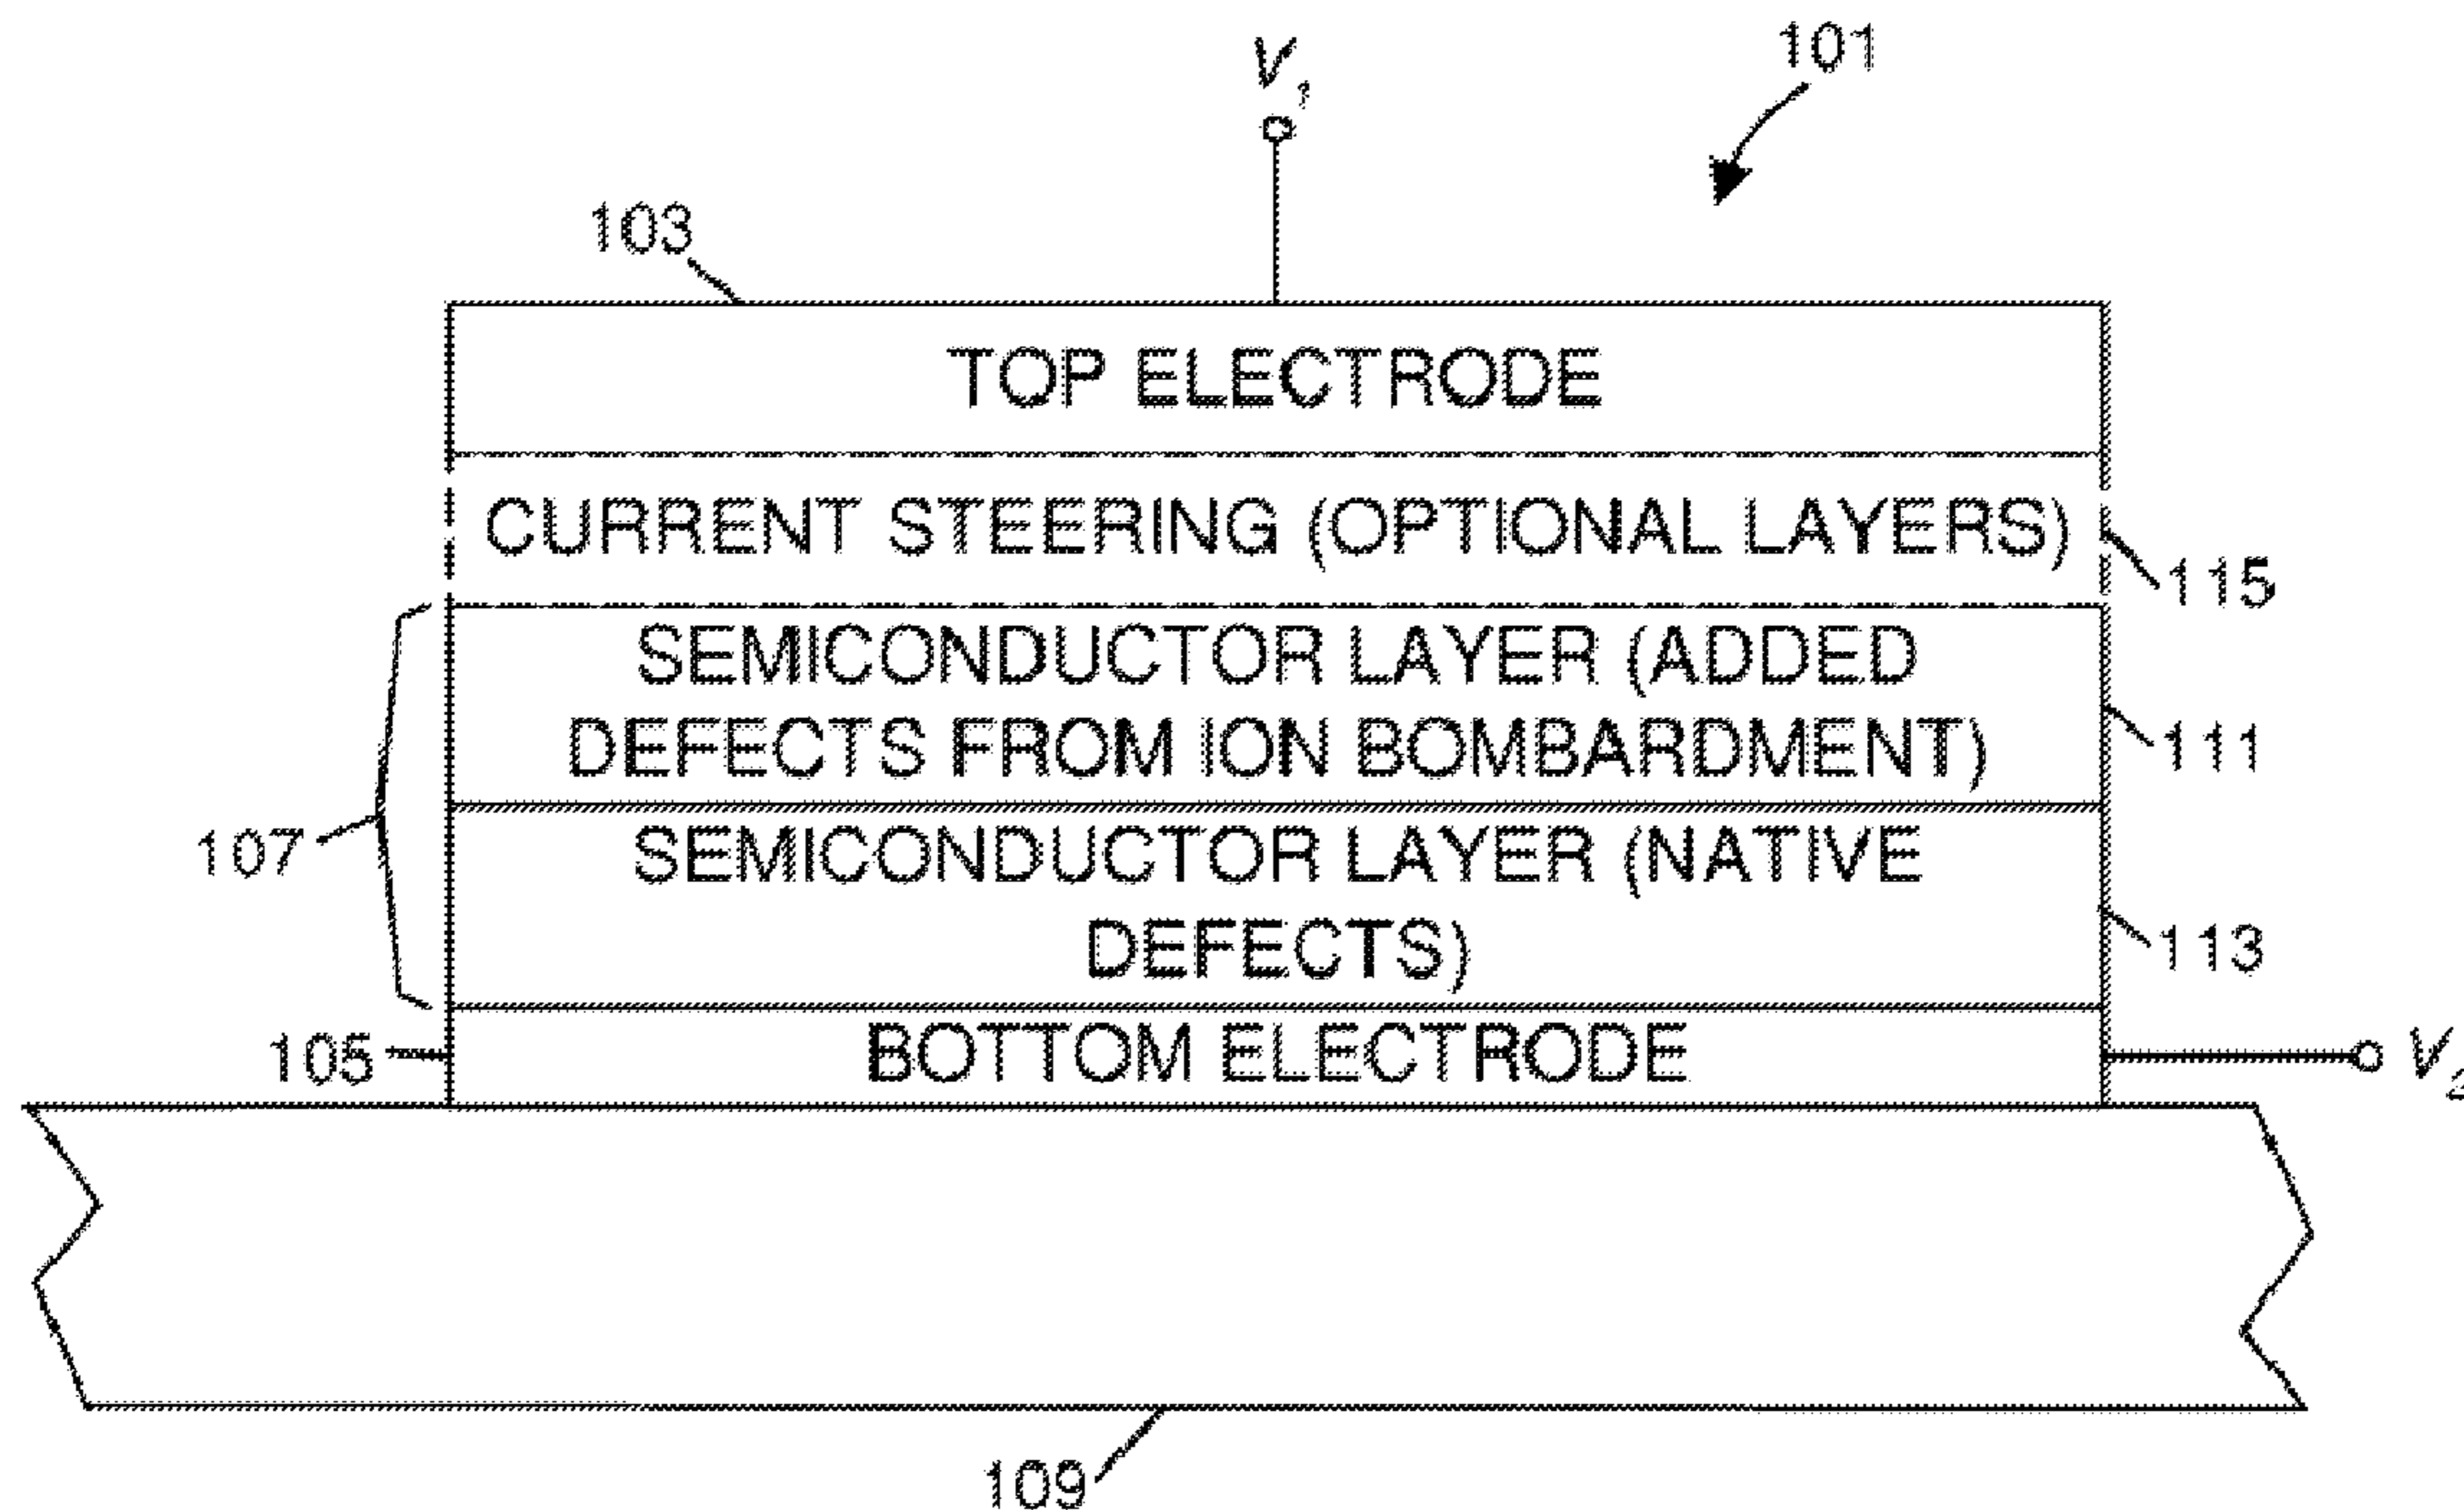 V1
101
103
TOP ELECTRODE
CURRENT STEERING (OPTIONAL LAYERS)
115
SEMICONDUCTOR LAYER (ADDED
DEFECTS FROM ION BOMBARDMENT)
111
107
SEMICONDUCTOR LAYER (NATIVE
DEFECTS)
113
105
BOTTOM ELECTRODE
V2
109